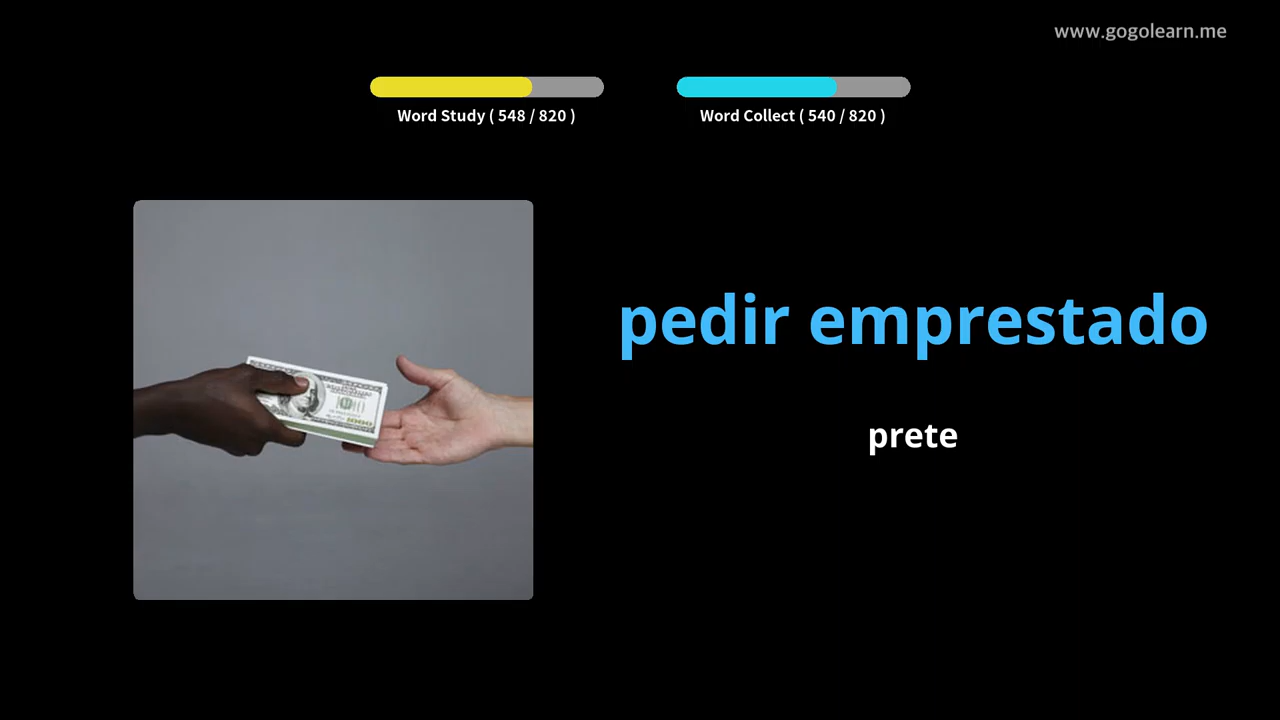 www.gogolearn.me
Word Study ( 548 / 820 )
Word Collect ( 540 / 820 )
pedir emprestado
prete